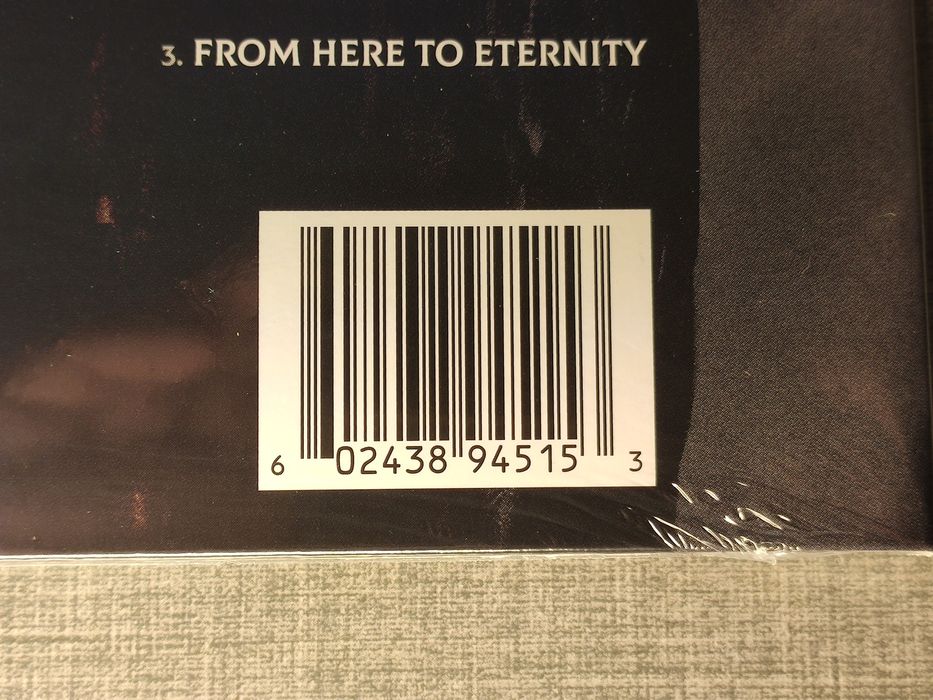 3. FROM HERE TO ETERNITY
6 02438 94515 3